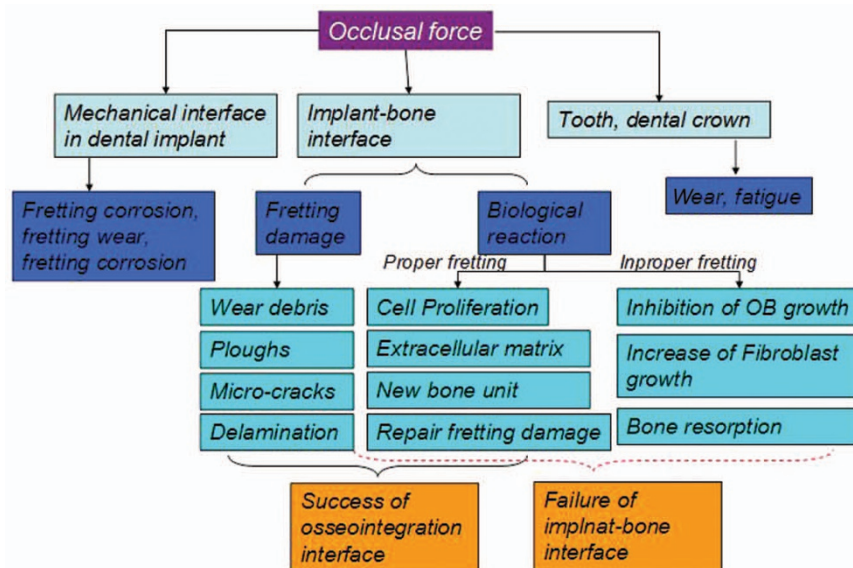 Occlusal force
Mechanical interface
in dental implant
Implant-bone
interface
Tooth, dental crown
Fretting corrosion,
fretting wear,
fretting corrosion
Fretting
damage
Biological
reaction
Wear, fatigue
Proper fretting
Inproper fretting
Wear debris
Cell Proliferation
Inhibition of OB growth
Ploughs
Extracellular matrix
Increase of Fibroblast
growth
Micro-cracks
New bone unit
Delamination
Repair fretting damage
Bone resorption
Success of
osseointegration
interface
Failure of
implnat-bone
interface